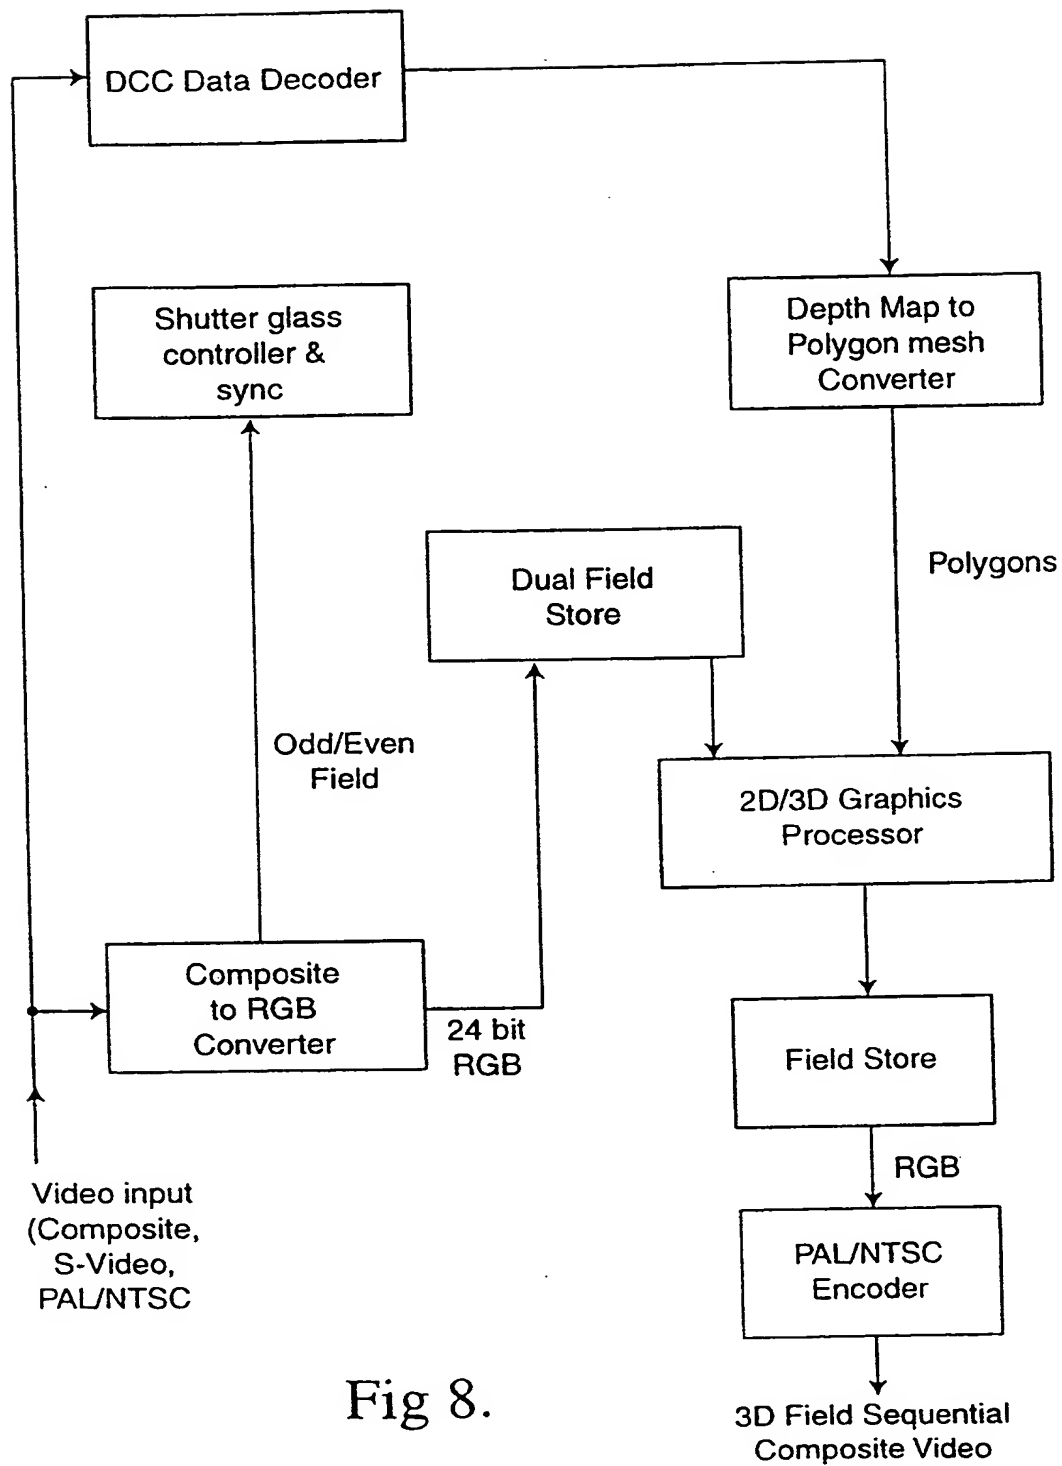 DCC Data Decoder
Shutter glass
controller &
sync
Depth Map to
Polygon mesh
Converter
Dual Field
Store
Polygons
Odd/Even
Field
2D/3D Graphics
Processor
Composite
to RGB
Converter
24 bit
RGB
Field Store
RGB
Video input
(Composite,
S-Video,
PAL/NTSC
PAL/NTSC
Encoder
Fig 8.
3D Field Sequential
Composite Video